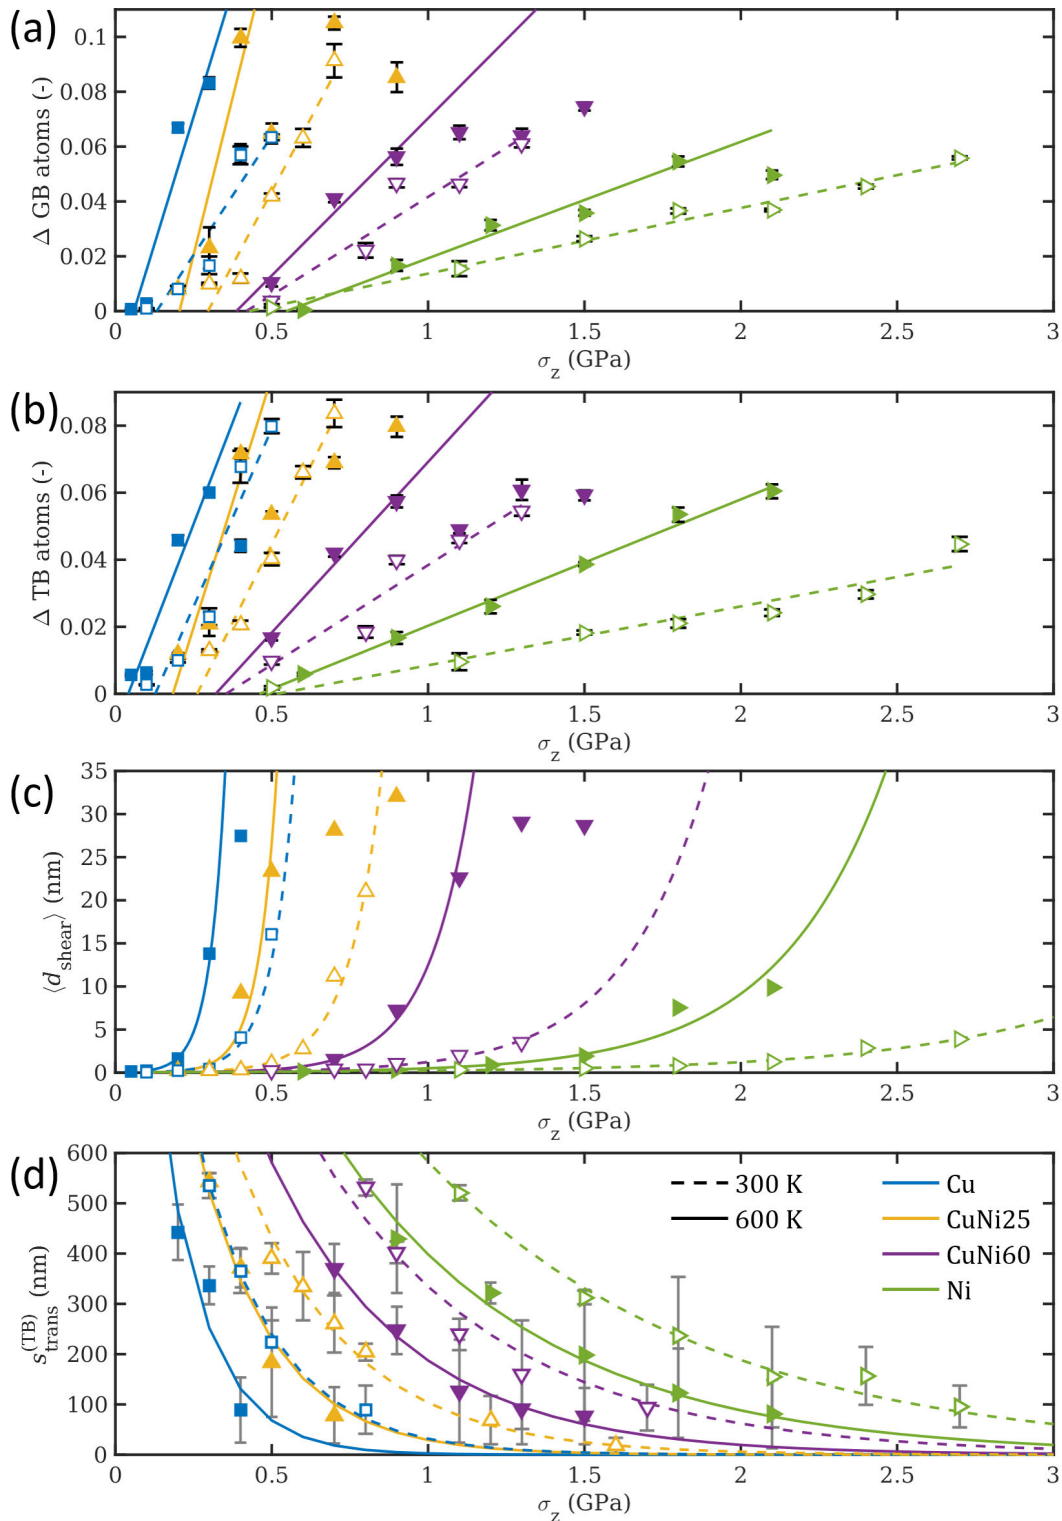 (a)
Δ GB atoms (-)
0.1
0.08
0.06
0.04
0.02
0
0 0.5 1 1.5 2 2.5 3
σz (GPa)
(b)
Δ TB atoms (-)
0.08
0.06
0.04
0.02
0
0 0.5 1 1.5 2 2.5 3
σz (GPa)
(c)
⟨dshear⟩ (nm)
35
30
25
20
15
10
5
0
0 0.5 1 1.5 2 2.5 3
σz (GPa)
(d)
s(TB)trans (nm)
600
500
400
300
200
100
0
0 0.5 1 1.5 2 2.5 3
σz (GPa)
300 K
600 K
Cu
CuNi25
CuNi60
Ni